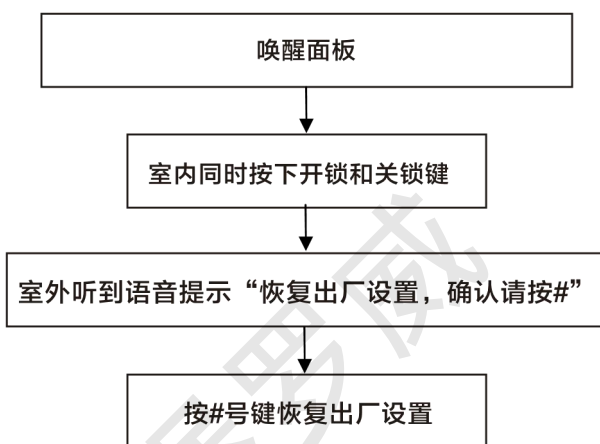 唤醒面板
室内同时按下开锁和关锁键
室外听到语音提示“恢复出厂设置，确认请按#”
按#号键恢复出厂设置
罗威